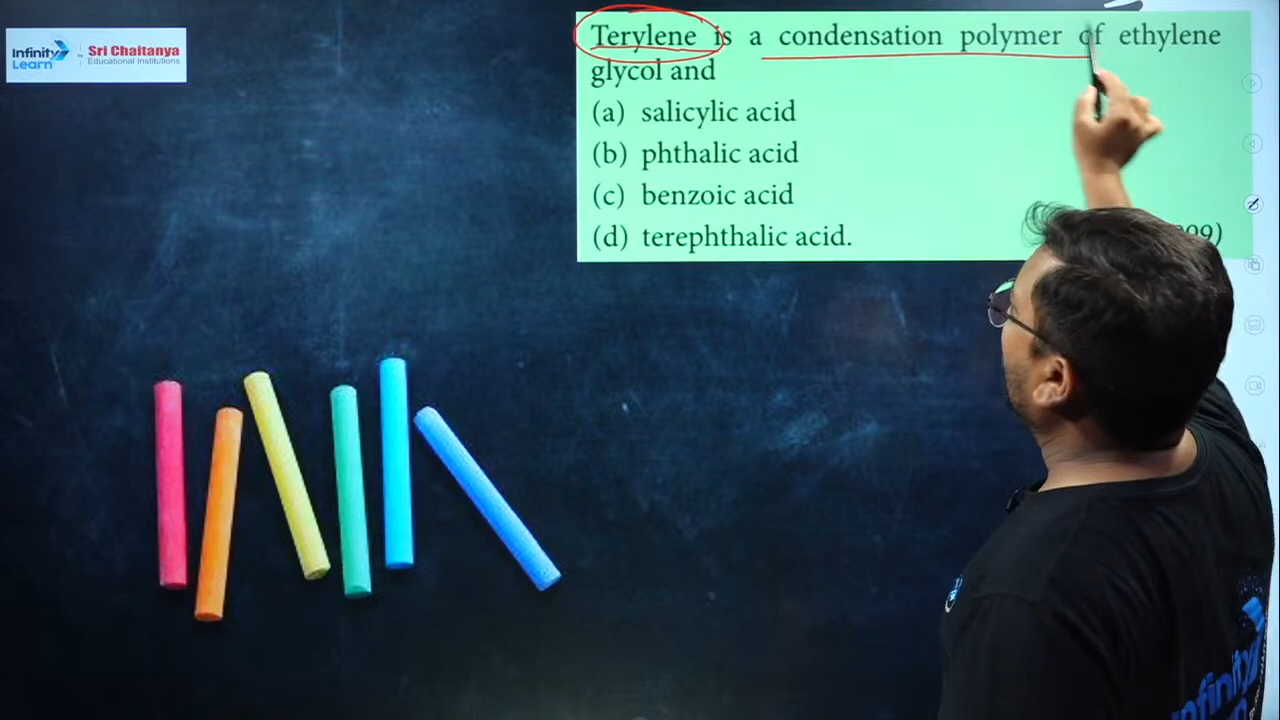 Infinity Learn
by
Sri Chaitanya
Educational Institutions
Terylene is a condensation polymer of ethylene
glycol and
(a) salicylic acid
(b) phthalic acid
(c) benzoic acid
(d) terephthalic acid.